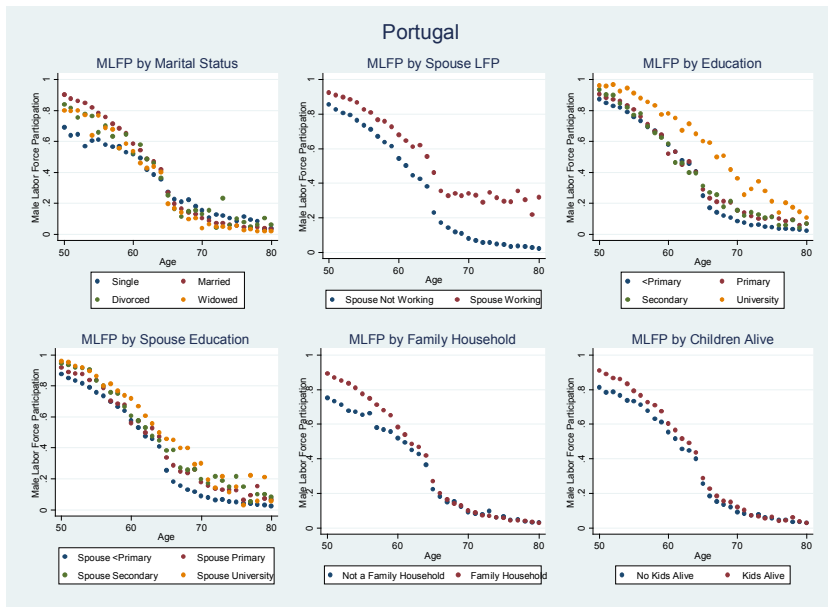 Portugal
MLFP by Marital Status
Male Labor Force Participation
0 .2 .4 .6 .8 1
50 60 70 80
Age
Single Married
Divorced Widowed
MLFP by Spouse LFP
Male Labor Force Participation
0 .2 .4 .6 .8 1
50 60 70 80
Age
Spouse Not Working Spouse Working
MLFP by Education
Male Labor Force Participation
0 .2 .4 .6 .8 1
50 60 70 80
Age
<Primary Primary
Secondary University
MLFP by Spouse Education
Male Labor Force Participation
0 .2 .4 .6 .8 1
50 60 70 80
Age
Spouse <Primary Spouse Primary
Spouse Secondary Spouse University
MLFP by Family Household
Male Labor Force Participation
0 .2 .4 .6 .8 1
50 60 70 80
Age
Not a Family Household Family Household
MLFP by Children Alive
Male Labor Force Participation
0 .2 .4 .6 .8 1
50 60 70 80
Age
No Kids Alive Kids Alive